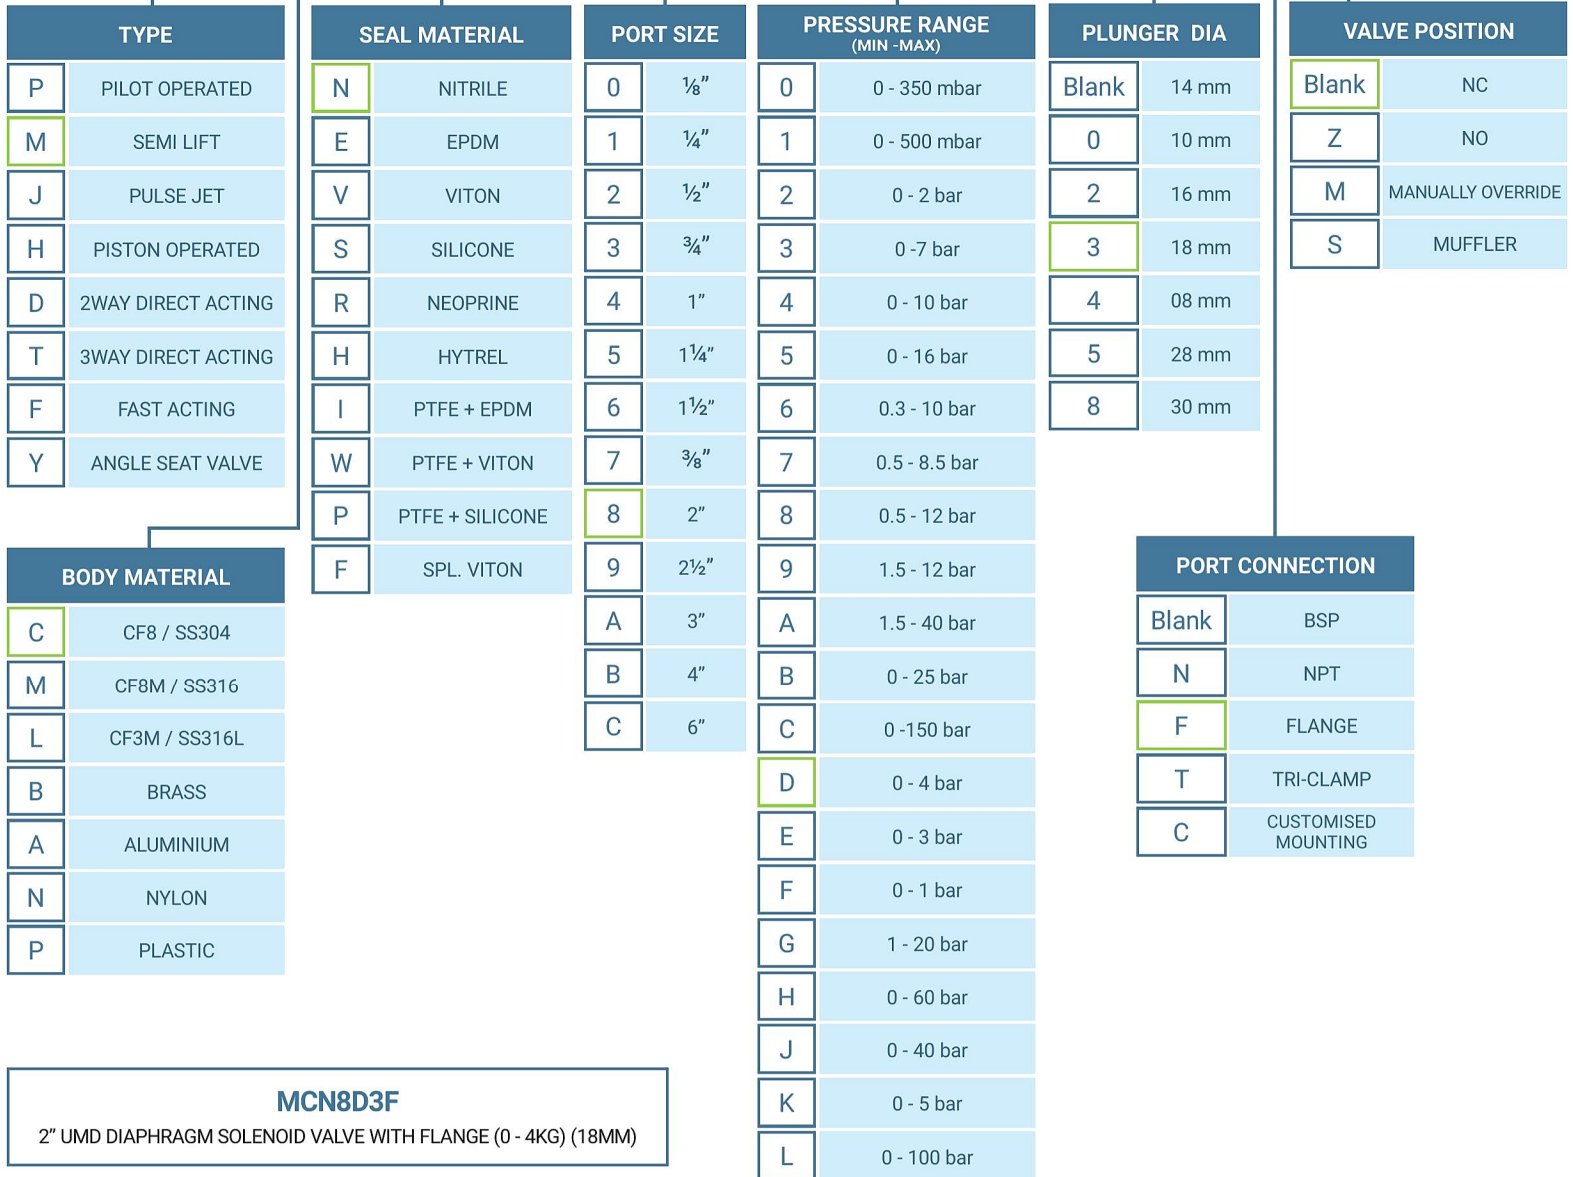 TYPE
P PILOT OPERATED
M SEMI LIFT
J PULSE JET
H PISTON OPERATED
D 2WAY DIRECT ACTING
T 3WAY DIRECT ACTING
F FAST ACTING
Y ANGLE SEAT VALVE
BODY MATERIAL
C CF8 / SS304
M CF8M / SS316
L CF3M / SS316L
B BRASS
A ALUMINIUM
N NYLON
P PLASTIC
SEAL MATERIAL
N NITRILE
E EPDM
V VITON
S SILICONE
R NEOPRINE
H HYTREL
I PTFE + EPDM
W PTFE + VITON
P PTFE + SILICONE
F SPL. VITON
PORT SIZE
0 ⅛”
1 ¼”
2 ½”
3 ¾”
4 1”
5 1¼”
6 1½”
7 ⅜”
8 2”
9 2½”
A 3”
B 4”
C 6”
PRESSURE RANGE
(MIN -MAX)
0 0 - 350 mbar
1 0 - 500 mbar
2 0 - 2 bar
3 0 -7 bar
4 0 - 10 bar
5 0 - 16 bar
6 0.3 - 10 bar
7 0.5 - 8.5 bar
8 0.5 - 12 bar
9 1.5 - 12 bar
A 1.5 - 40 bar
B 0 - 25 bar
C 0 -150 bar
D 0 - 4 bar
E 0 - 3 bar
F 0 - 1 bar
G 1 - 20 bar
H 0 - 60 bar
J 0 - 40 bar
K 0 - 5 bar
L 0 - 100 bar
PLUNGER DIA
Blank 14 mm
0 10 mm
2 16 mm
3 18 mm
4 08 mm
5 28 mm
8 30 mm
PORT CONNECTION
Blank BSP
N NPT
F FLANGE
T TRI-CLAMP
C CUSTOMISED
MOUNTING
VALVE POSITION
Blank NC
Z NO
M MANUALLY OVERRIDE
S MUFFLER
MCN8D3F
2” UMD DIAPHRAGM SOLENOID VALVE WITH FLANGE (0 - 4KG) (18MM)